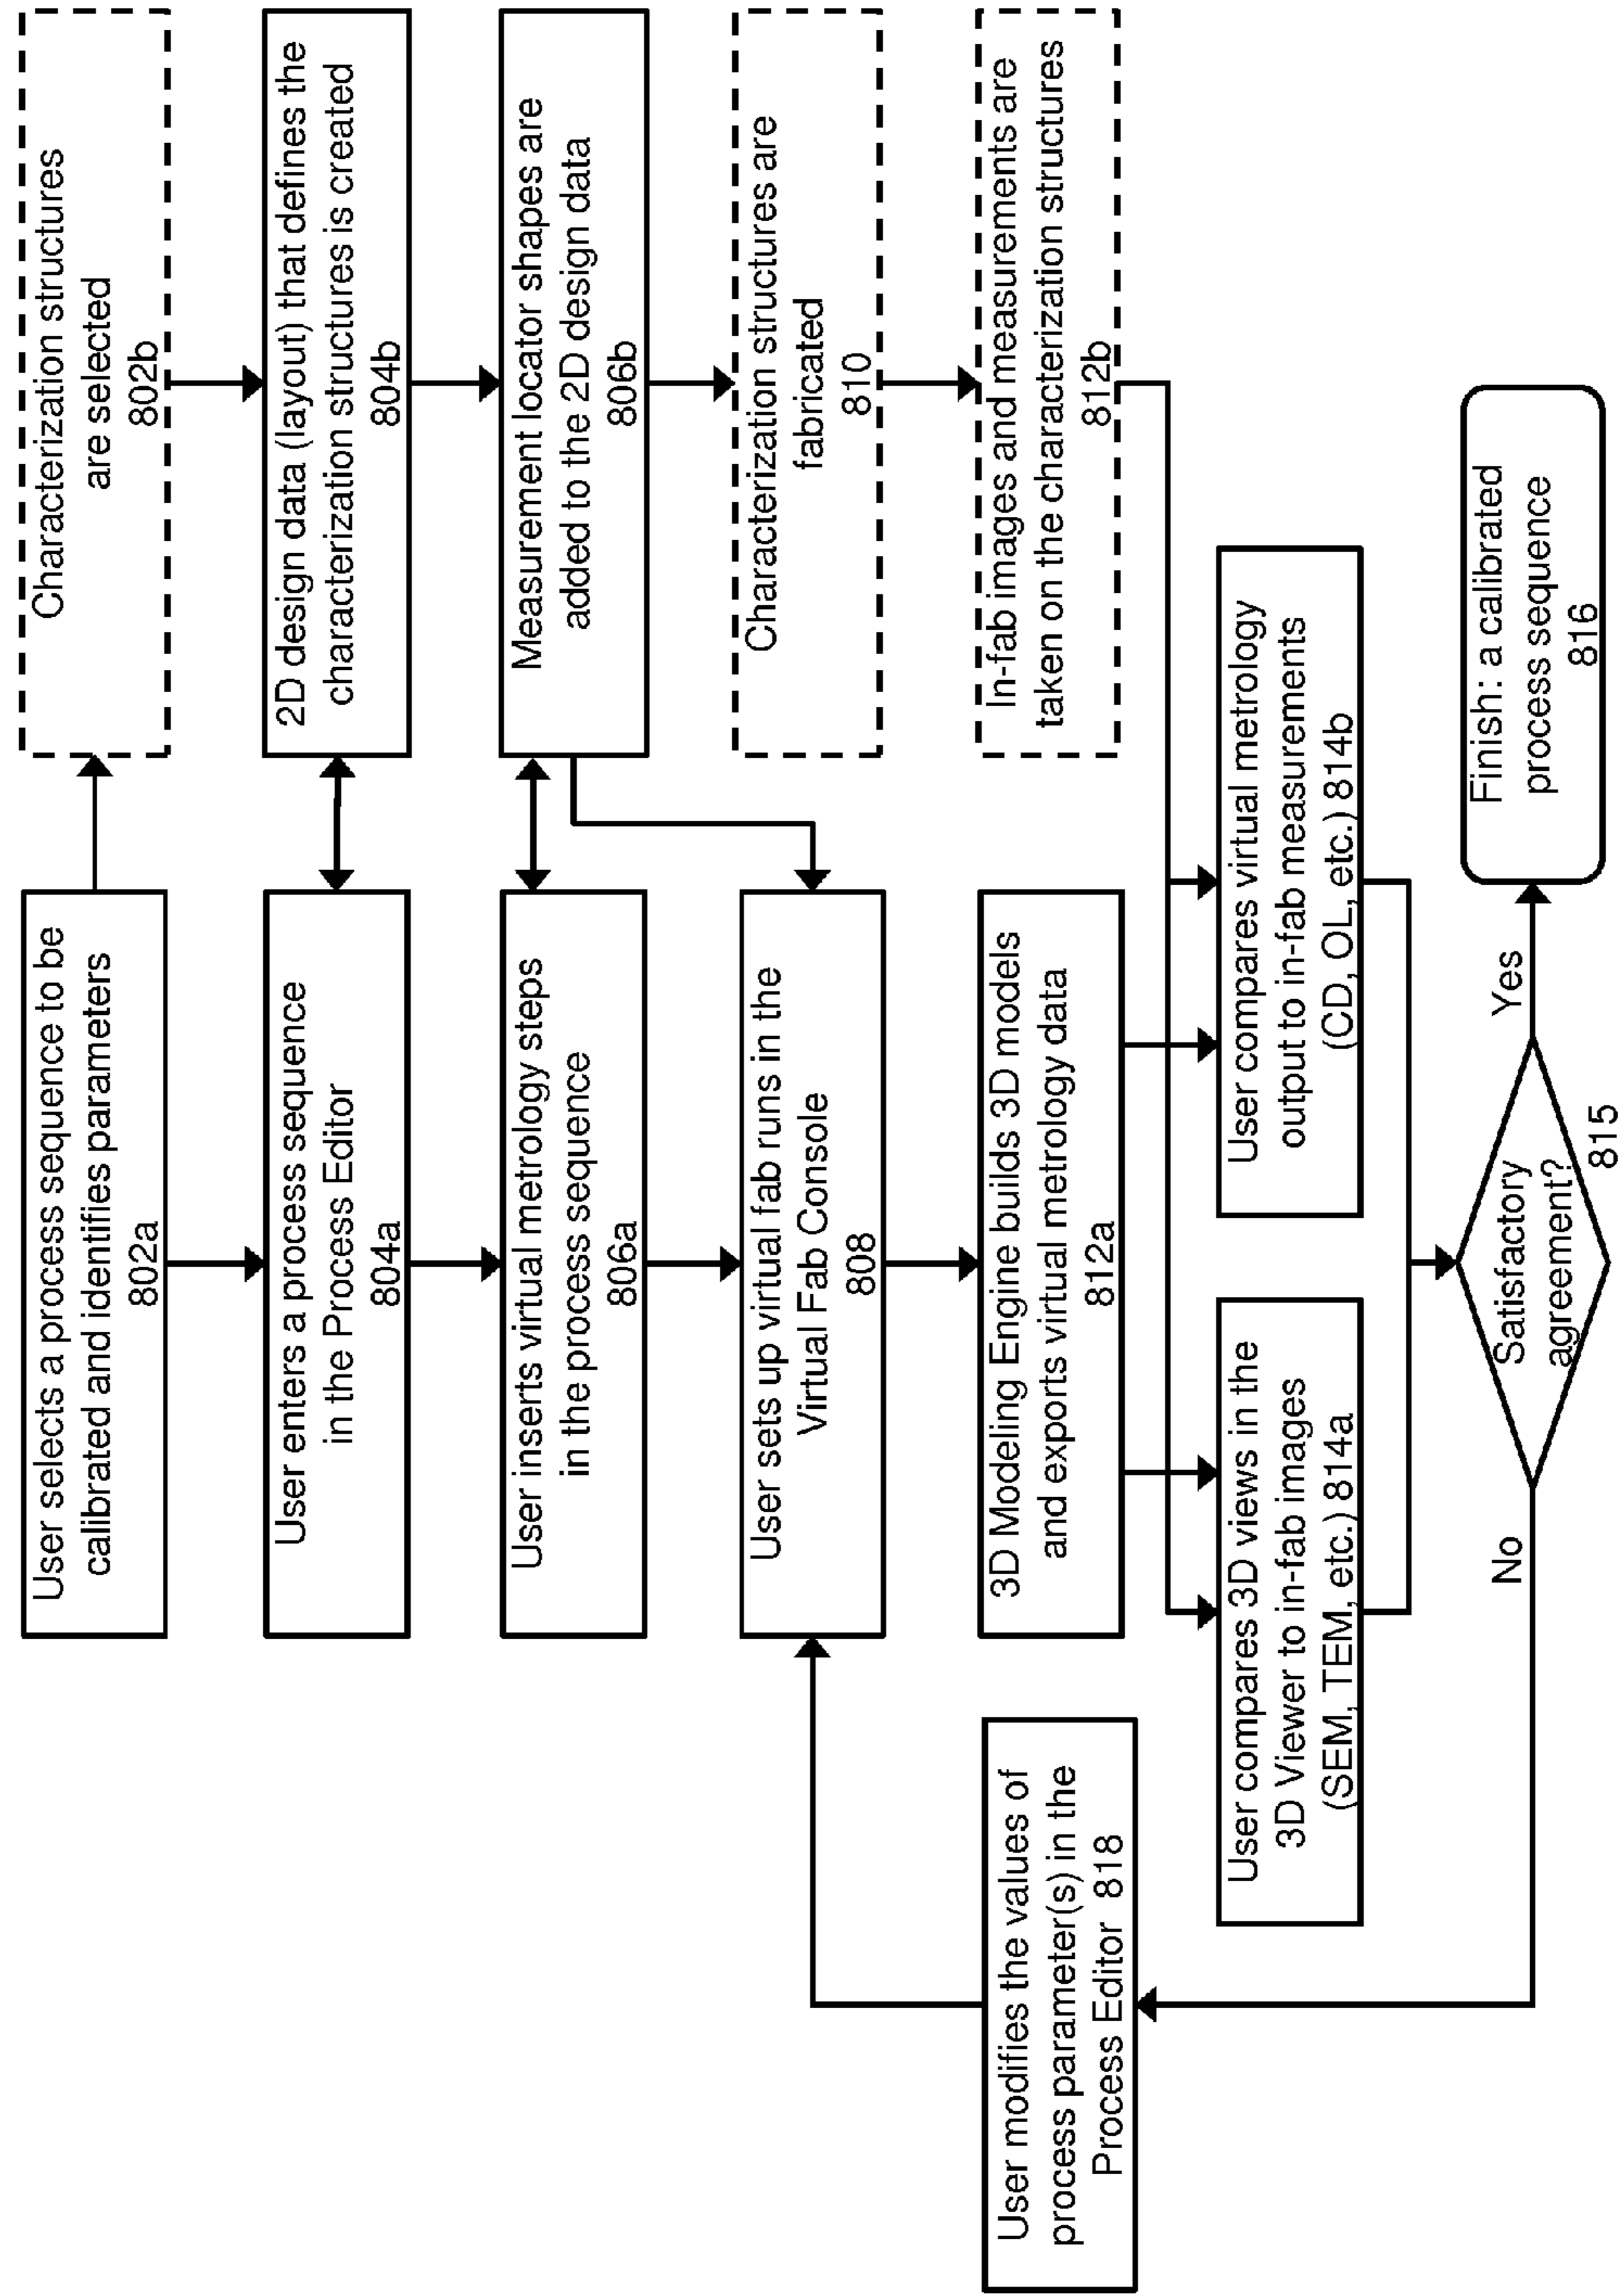 User selects a process sequence to be
calibrated and identifies parameters
802a
Characterization structures
are selected
802b
User enters a process sequence
in the Process Editor
804a
2D design data (layout) that defines the
characterization structures is created
804b
User inserts virtual metrology steps
in the process sequence
806a
Measurement locator shapes are
added to the 2D design data
806b
User sets up virtual fab runs in the
Virtual Fab Console
808
Characterization structures are
fabricated
810
User modifies the values of
process parameter(s) in the
Process Editor 818
3D Modeling Engine builds 3D models
and exports virtual metrology data
812a
In-fab images and measurements are
taken on the characterization structures
812b
User compares 3D views in the
3D Viewer to in-fab images
(SEM, TEM, etc.) 814a
User compares virtual metrology
output to in-fab measurements
(CD, OL, etc.) 814b
No
Satisfactory
agreement?
815
Yes
Finish: a calibrated
process sequence
816